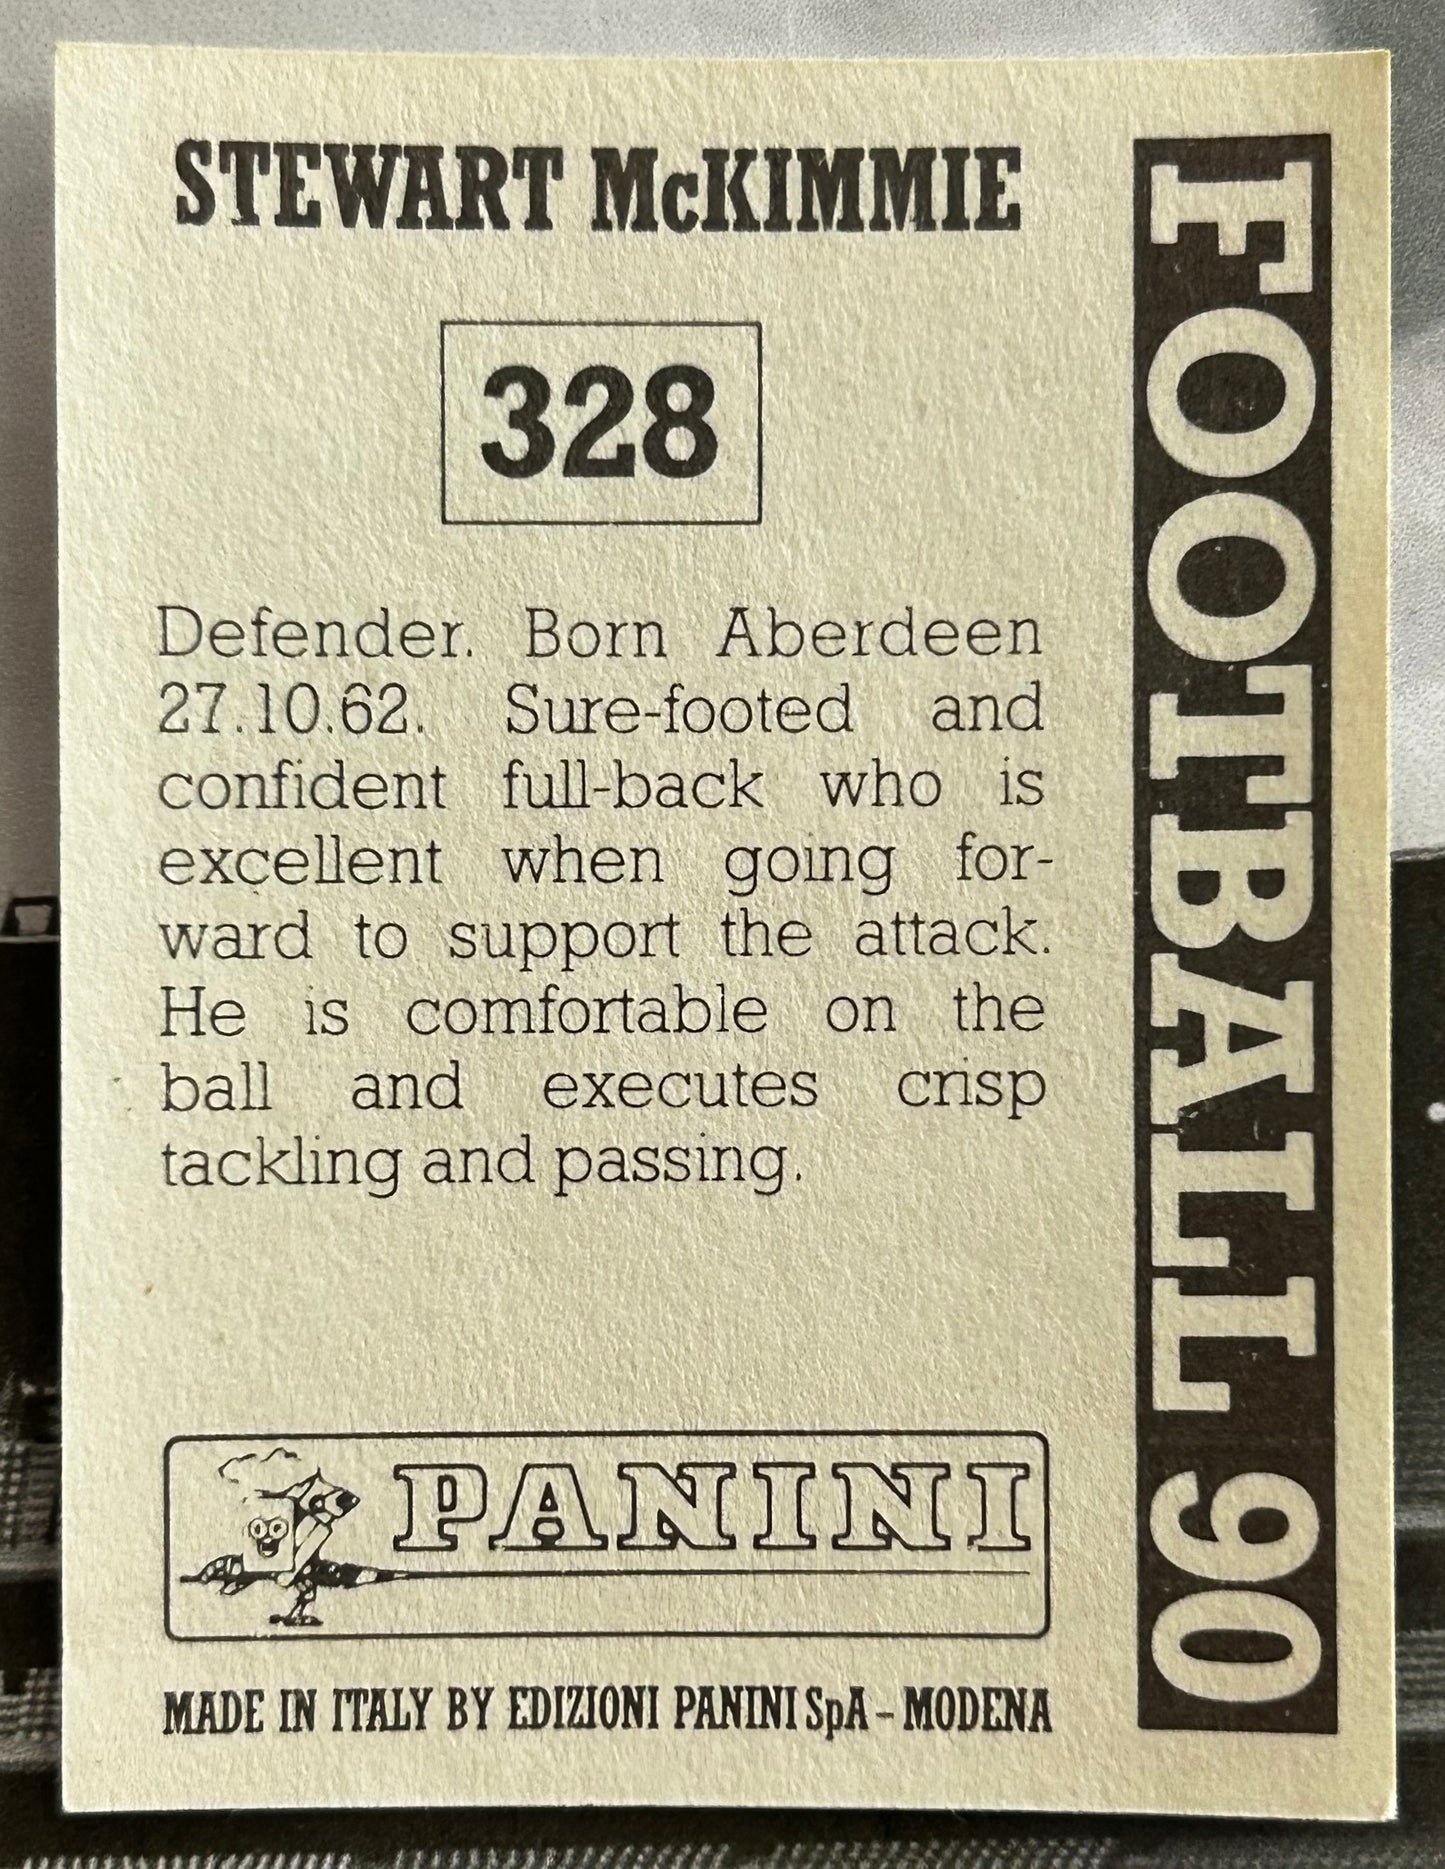 STEWART McKIMMIE
328
Defender. Born Aberdeen
27.10.62. Sure-footed and
confident full-back who is
excellent when going for-
ward to support the attack.
He is comfortable on the
ball and executes crisp
tackling and passing.
PANINI
MADE IN ITALY BY EDIZIONI PANINI SpA – MODENA
FOOTBALL 90